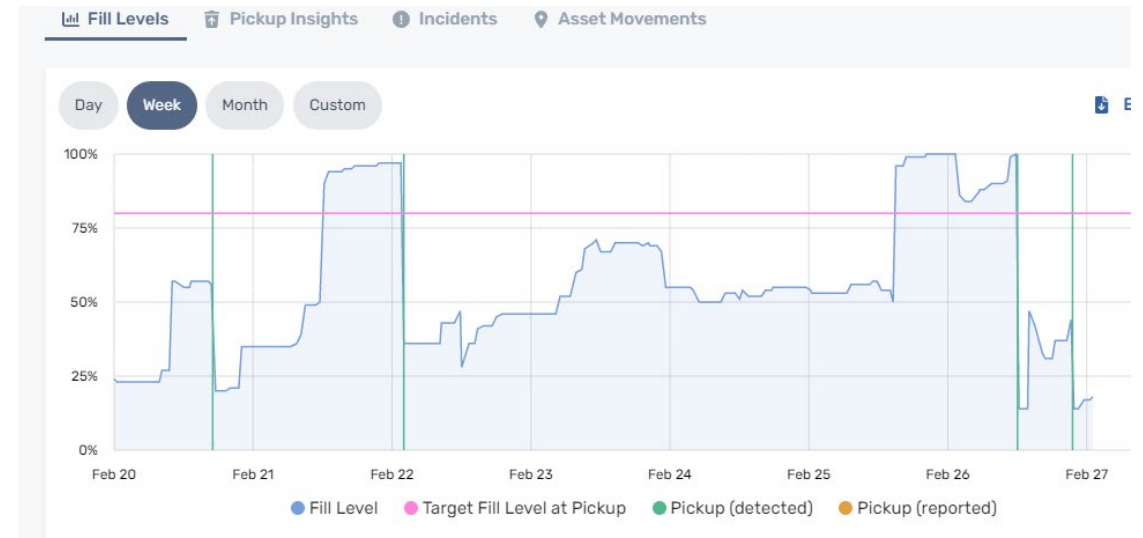 Fill Levels Pickup Insights Incidents Asset Movements
Day Week Month Custom E
100%
75%
50%
25%
0%
Feb 20 Feb 21 Feb 22 Feb 23 Feb 24 Feb 25 Feb 26 Feb 27
Fill Level Target Fill Level at Pickup Pickup (detected) Pickup (reported)